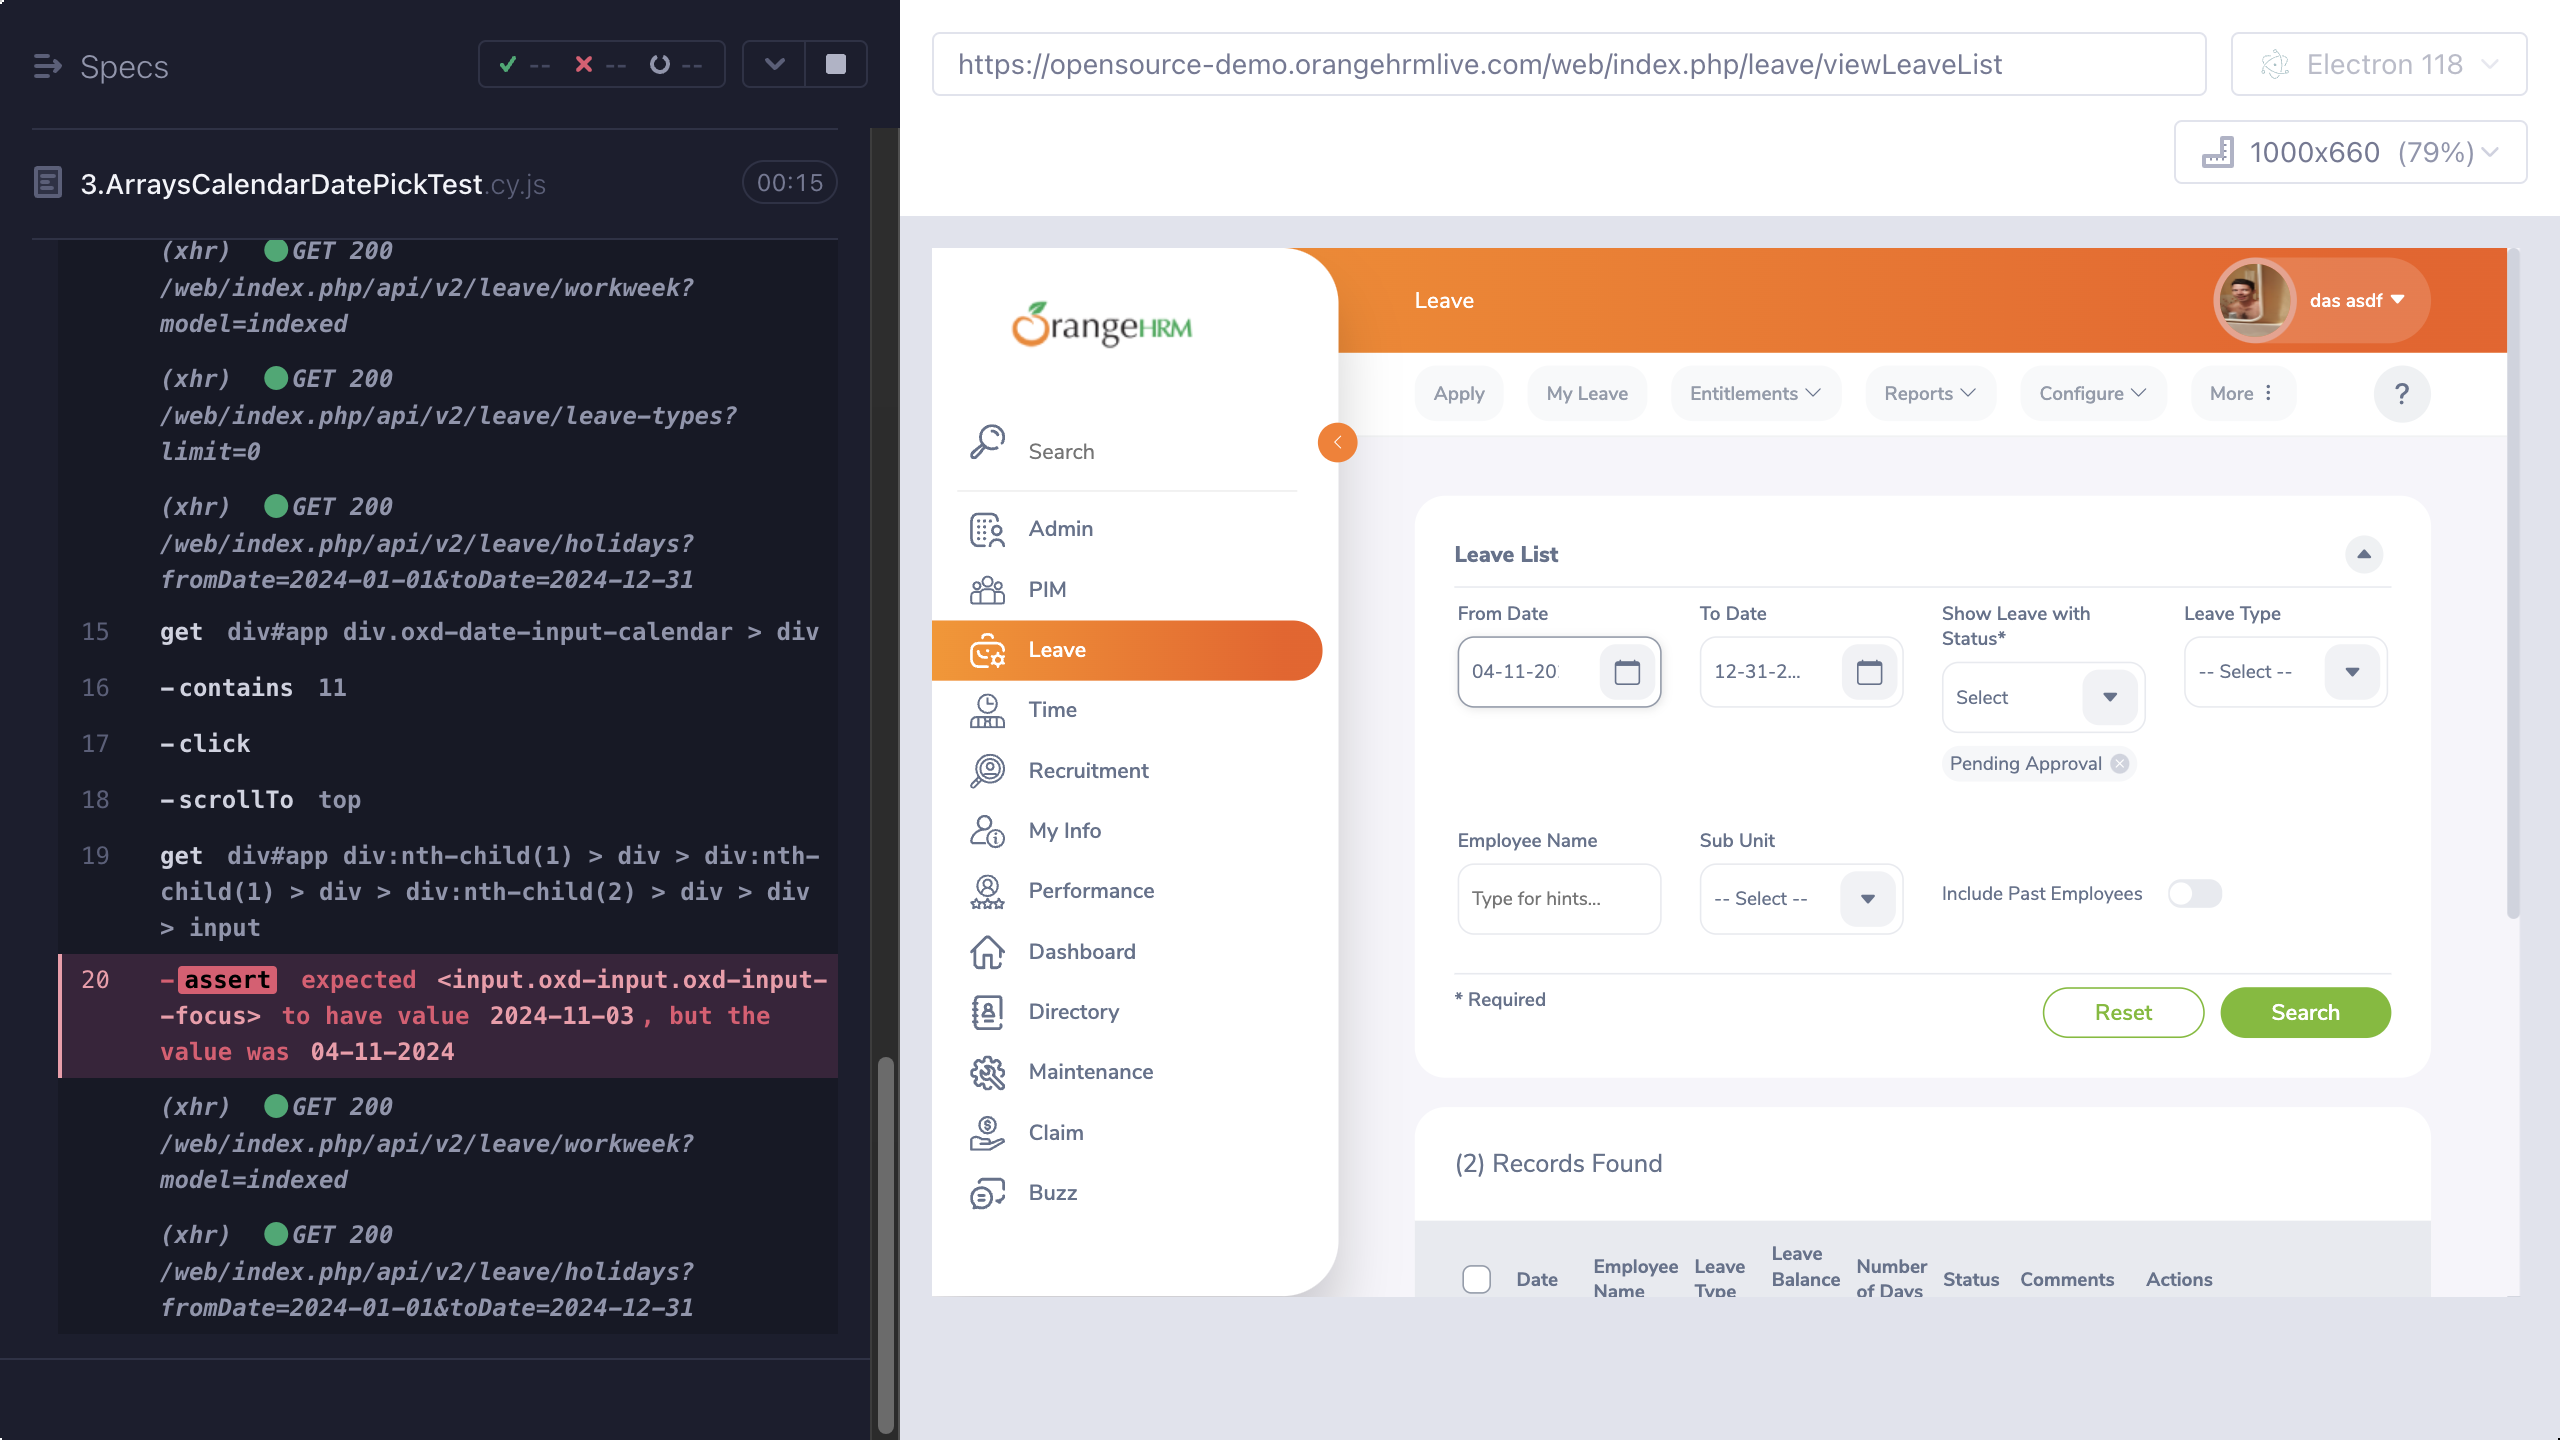 Specs
-- -- --
3.ArraysCalendarDatePickTest.cy.js
00:15
(xhr) GET 200
/web/index.php/api/v2/leave/workweek?
model=indexed
(xhr) GET 200
/web/index.php/api/v2/leave/leave-types?
limit=0
(xhr) GET 200
/web/index.php/api/v2/leave/holidays?
fromDate=2024-01-01&toDate=2024-12-31
15 get div#app div.oxd-date-input-calendar > div
16 -contains 11
17 -click
18 -scrollTo top
19 get div#app div:nth-child(1) > div > div:nth-
child(1) > div > div:nth-child(2) > div > div
> input
20 -assert expected <input.oxd-input.oxd-input-
-focus> to have value 2024-11-03, but the
value was 04-11-2024
(xhr) GET 200
/web/index.php/api/v2/leave/workweek?
model=indexed
(xhr) GET 200
/web/index.php/api/v2/leave/holidays?
fromDate=2024-01-01&toDate=2024-12-31
https://opensource-demo.orangehrmlive.com/web/index.php/leave/viewLeaveList
Electron 118
1000x660 (79%)
OrangeHRM
Search
Admin
PIM
Leave
Time
Recruitment
My Info
Performance
Dashboard
Directory
Maintenance
Claim
Buzz
Leave
das asdf
Apply My Leave Entitlements Reports Configure More ?
Leave List
From Date To Date Show Leave with Status* Leave Type
04-11-20 12-31-2... Select -- Select --
Pending Approval
Employee Name Sub Unit
Type for hints... -- Select -- Include Past Employees
* Required
Reset Search
(2) Records Found
Date Employee Name Leave Type Leave Balance Number of Days Status Comments Actions